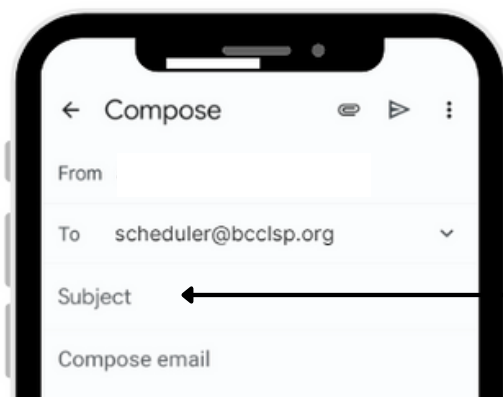 Compose
From
To scheduler@bcclsp.org
Subject
Compose email